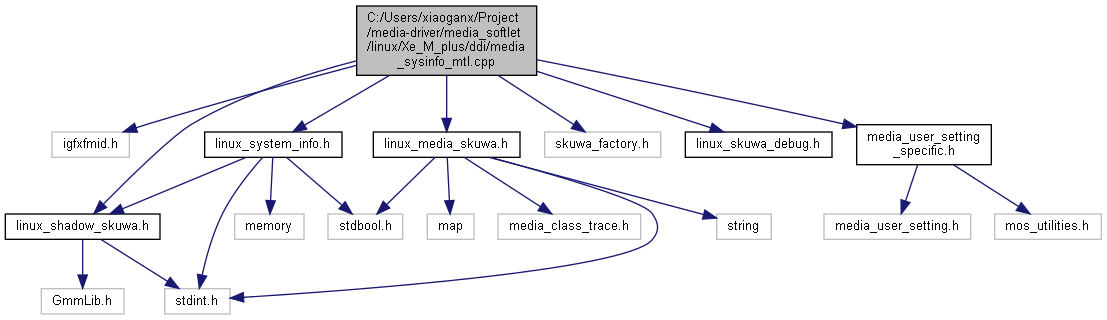 C:/Users/xiaoganx/Project
/media-driver/media_softlet
/linux/Xe_M_plus/ddi/media
_sysinfo_mtl.cpp
igfxfmid.h
linux_system_info.h
linux_media_skuwa.h
skuwa_factory.h
linux_skuwa_debug.h
media_user_setting
_specific.h
linux_shadow_skuwa.h
memory
stdbool.h
map
media_class_trace.h
string
media_user_setting.h
mos_utilities.h
GmmLib.h
stdint.h